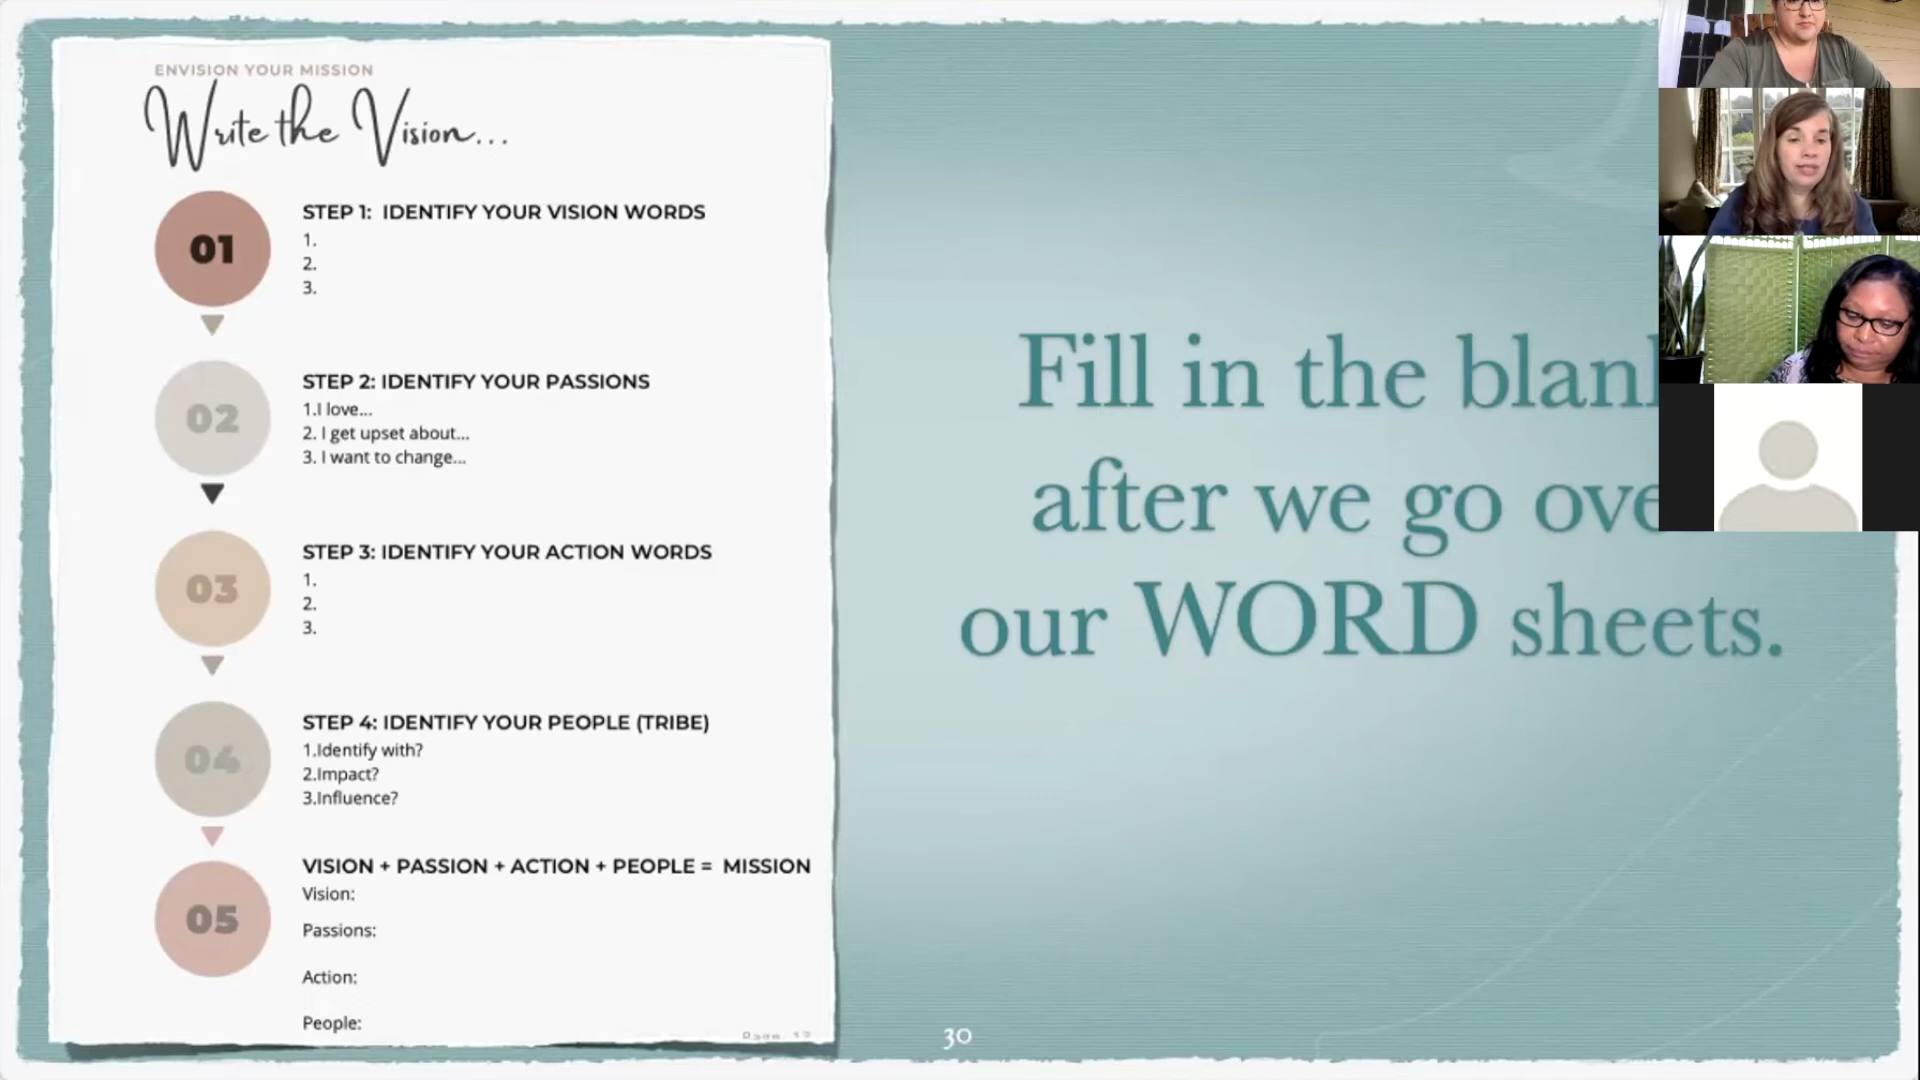 ENVISION YOUR MISSION
Write the Vision...
01
STEP 1: IDENTIFY YOUR VISION WORDS
1.
2.
3.
02
STEP 2: IDENTIFY YOUR PASSIONS
1.I love...
2. I get upset about...
3. I want to change...
03
STEP 3: IDENTIFY YOUR ACTION WORDS
1.
2.
3.
04
STEP 4: IDENTIFY YOUR PEOPLE (TRIBE)
1.Identify with?
2.Impact?
3.Influence?
05
VISION + PASSION + ACTION + PEOPLE = MISSION
Vision:
Passions:
Action:
People:
Fill in the
after we go
our WORD sheets.
30